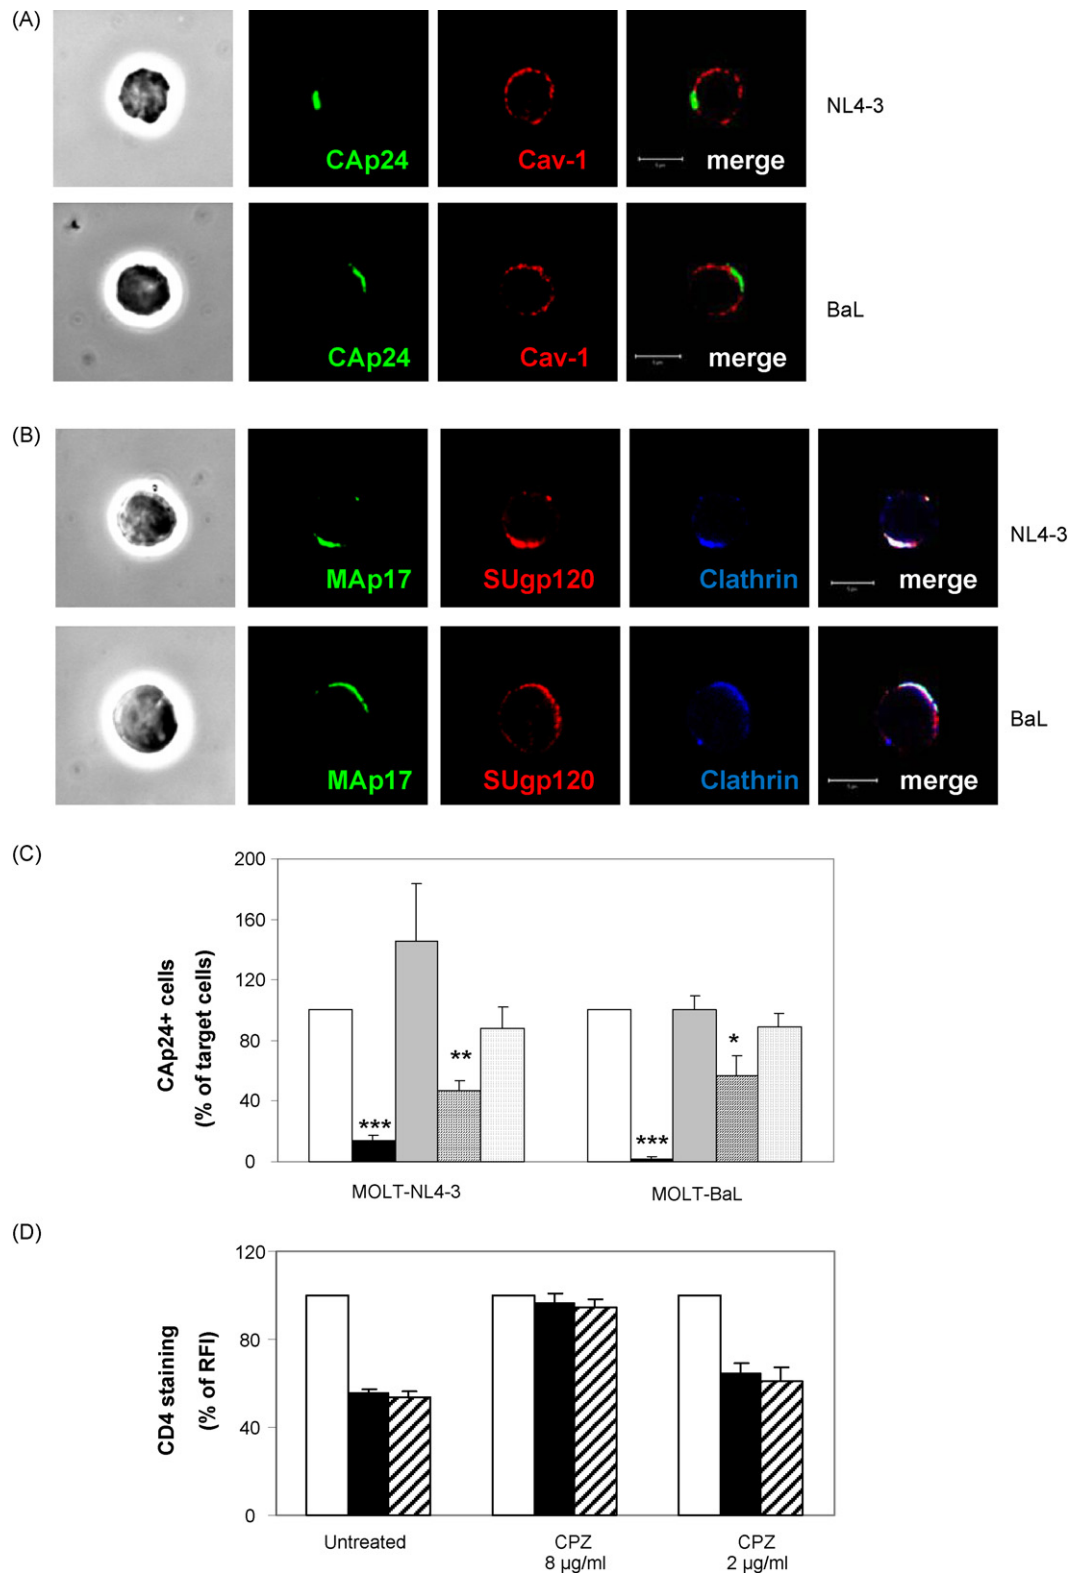 (A)
CAp24 Cav-1 merge NL4-3
CAp24 Cav-1 merge BaL
(B)
MAp17 SUgp120 Clathrin merge NL4-3
MAp17 SUgp120 Clathrin merge BaL
(C)
CAp24+ cells
(% of target cells)
200
160
120
80
40
0
***
**
***
*
MOLT-NL4-3 MOLT-BaL
(D)
CD4 staining
(% of RFI)
120
80
40
0
Untreated CPZ CPZ
8 µg/ml 2 µg/ml